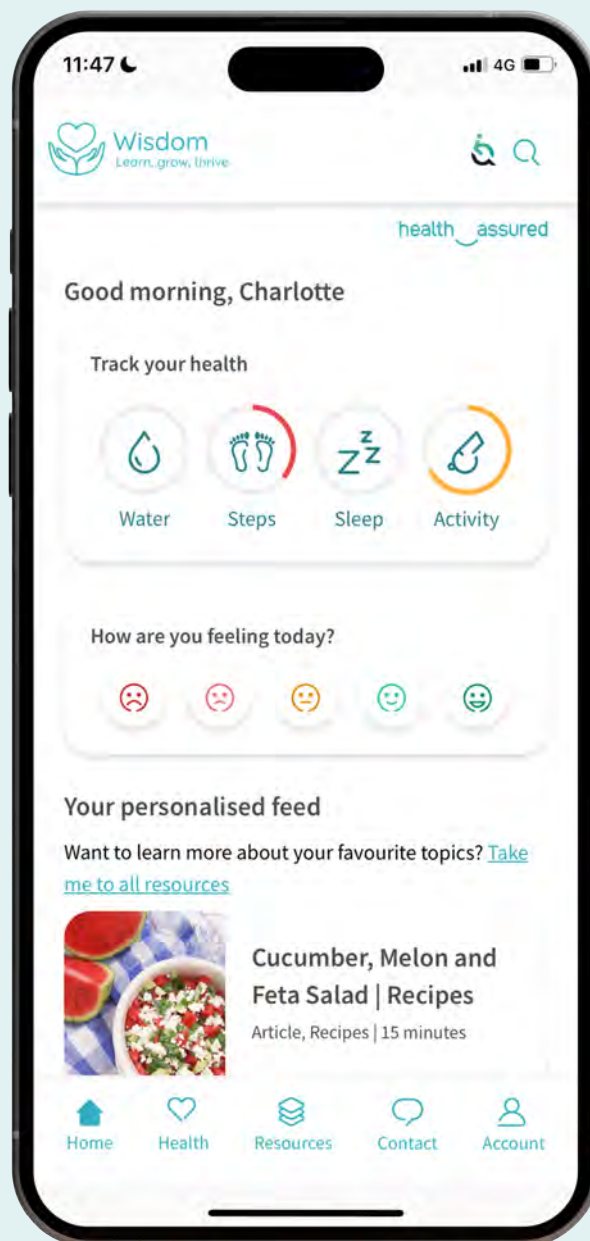 11:47
4G
Wisdom
Learn, grow, thrive
health assured
Good morning, Charlotte
Track your health
Water Steps Sleep Activity
How are you feeling today?
Your personalised feed
Want to learn more about your favourite topics? Take
me to all resources
Cucumber, Melon and
Feta Salad | Recipes
Article, Recipes | 15 minutes
Home Health Resources Contact Account